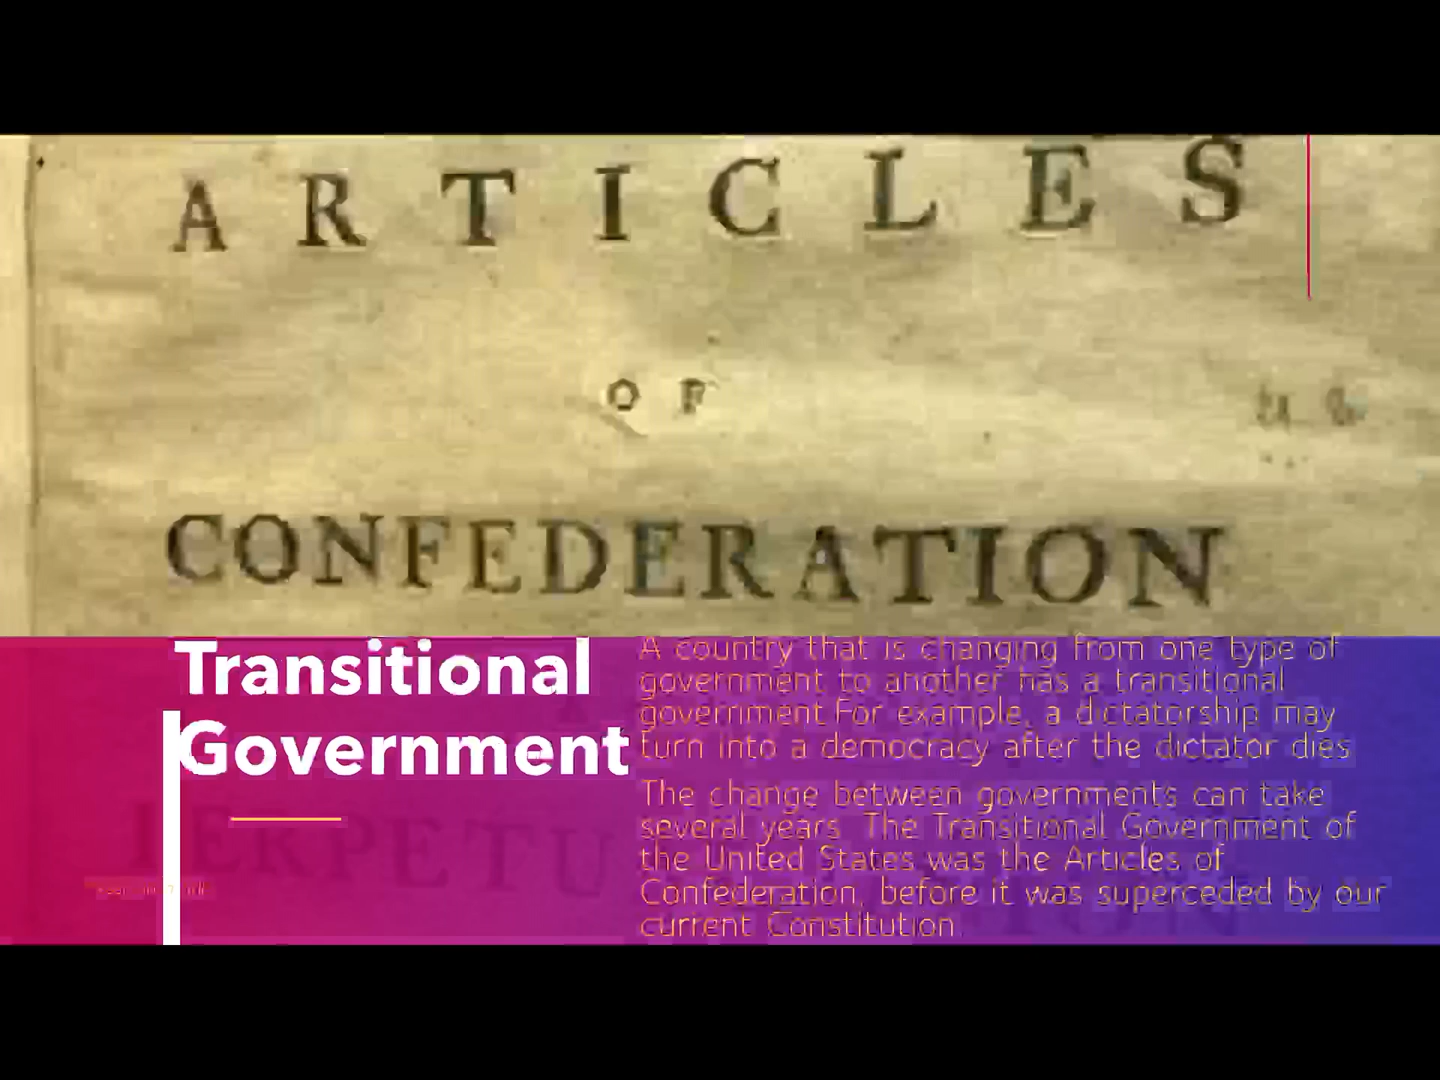 ARTICLES
OF
CONFEDERATION
Transitional
Government
A country that is changing from one type of
government to another has a transitional
government.For example, a dictatorship may
turn into a democracy after the dictator dies
The change between governments can take
several years. The Transitional Government of
the United States was the Articles of
Confederation, before it was superceded by our
current Constitution.
PERPETU